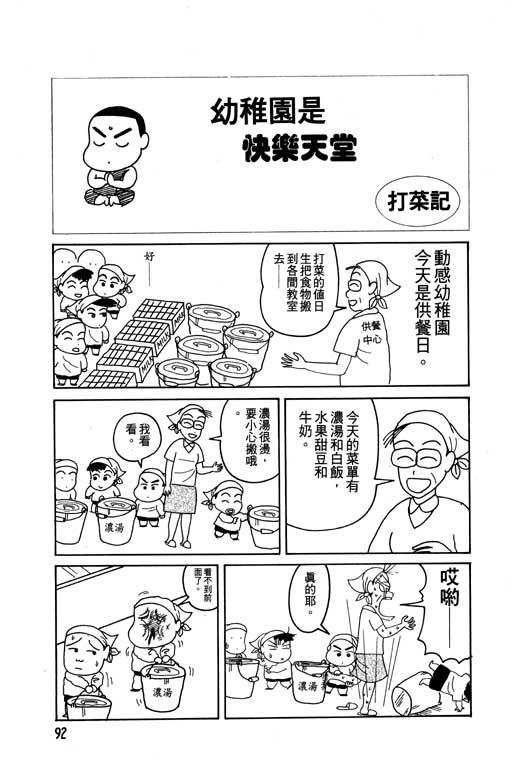 幼稚園是
快樂天堂
打菜記
動感幼稚園
今天是供餐日。
打菜的值日
生把食物搬
到各間教室
去——
供餐
中心
好——
MILK
MILK
今天的菜單有
濃湯和白飯，
水果甜豆和
牛奶。
濃湯很燙，
要小心搬哦
。
我看
看。
濃湯
哎喲——
真的耶。
濃湯
看不到前
面了。
濃湯
92